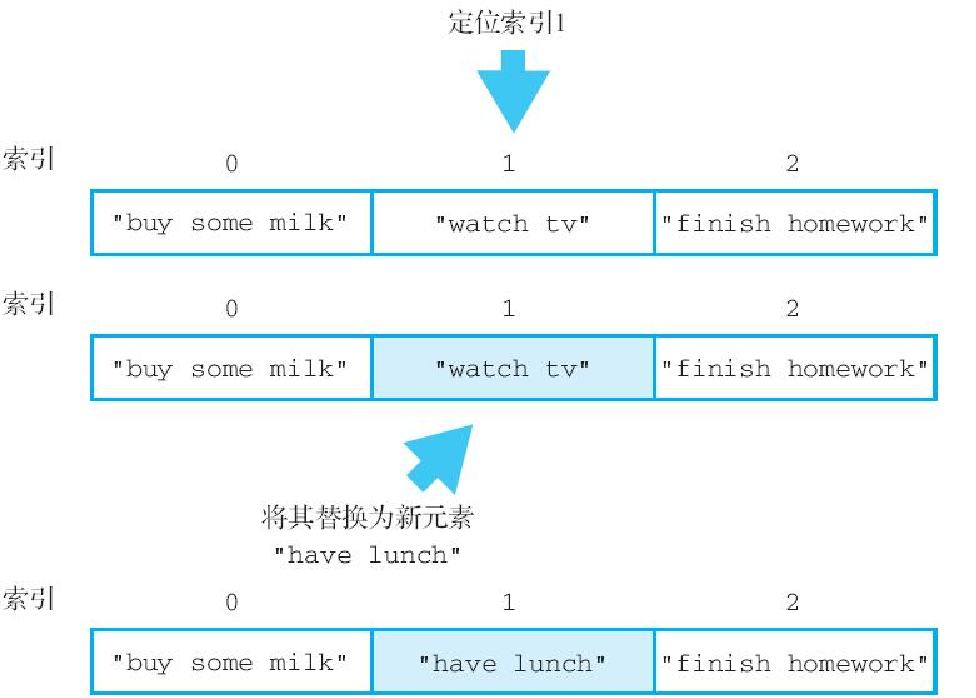 定位索引1
索引 0 1 2
"buy some milk" "watch tv" "finish homework"
索引 0 1 2
"buy some milk" "watch tv" "finish homework"
将其替换为新元素
"have lunch"
索引 0 1 2
"buy some milk" "have lunch" "finish homework"